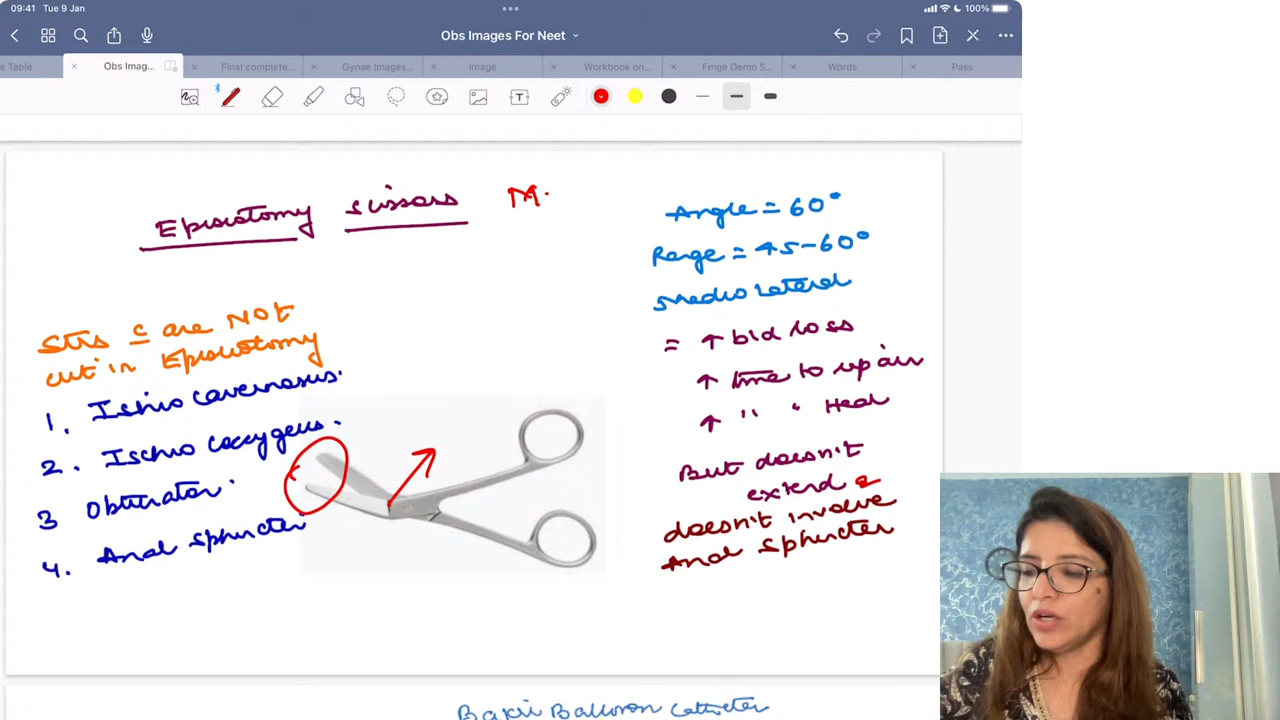 09:41 Tue 9 Jan
100%
Obs Images For Neet
e Table
Obs Imag...
Final complete...
Gynae Images...
Image
Workbook on...
Fmge Demo S...
Words
Pass
Episiotomy scissors M.
Angle = 60°
Range = 45-60°
Mediolateral
= ↑ bld loss
↑ time to repair
↑ " " Heal
But doesn't
extend &
doesn't involve
Anal sphincter
Strs c are NOT
cut in Episiotomy
1. Ischio cavernosus.
2. Ischio coccygeus.
3 Obturator.
4. Anal sphincter
Bakri Balloon Catheter